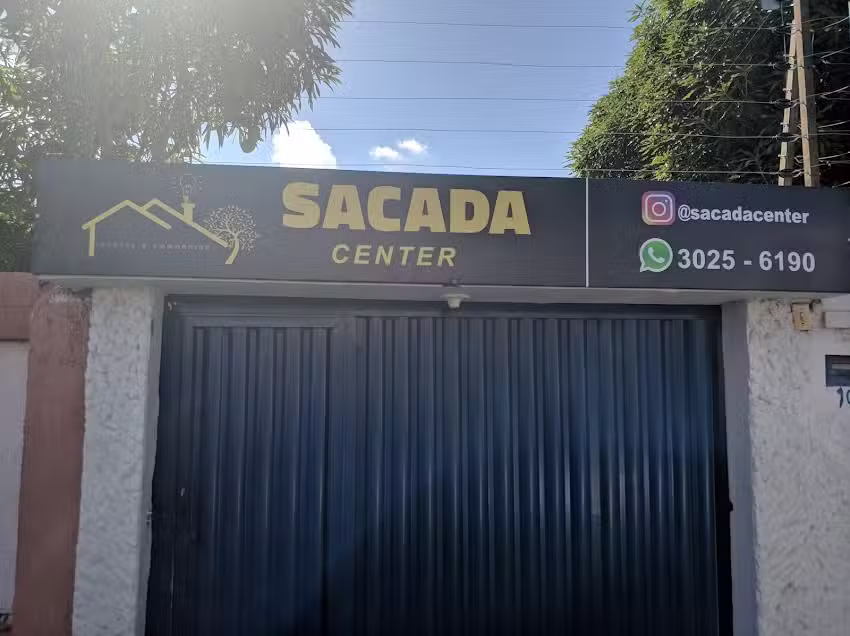 SACADA
CENTER
@sacadacenter
3025 - 6190